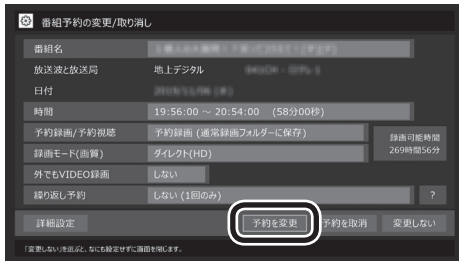 番組予約の変更/取り消し
番組名
放送波と放送局 地上デジタル
日付
時間 19:56:00 ～ 20:54:00 (58分00秒)
予約録画/予約視聴 予約録画 (通常録画フォルダーに保存)
録画可能時間
269時間56分
録画モード(画質) ダイレクト(HD)
外でもVIDEO録画 しない
繰り返し予約 しない (1回のみ) ?
詳細設定 予約を変更 予約を取消 変更しない
「変更しない」を選ぶと、なにも設定せずに画面を閉じます。